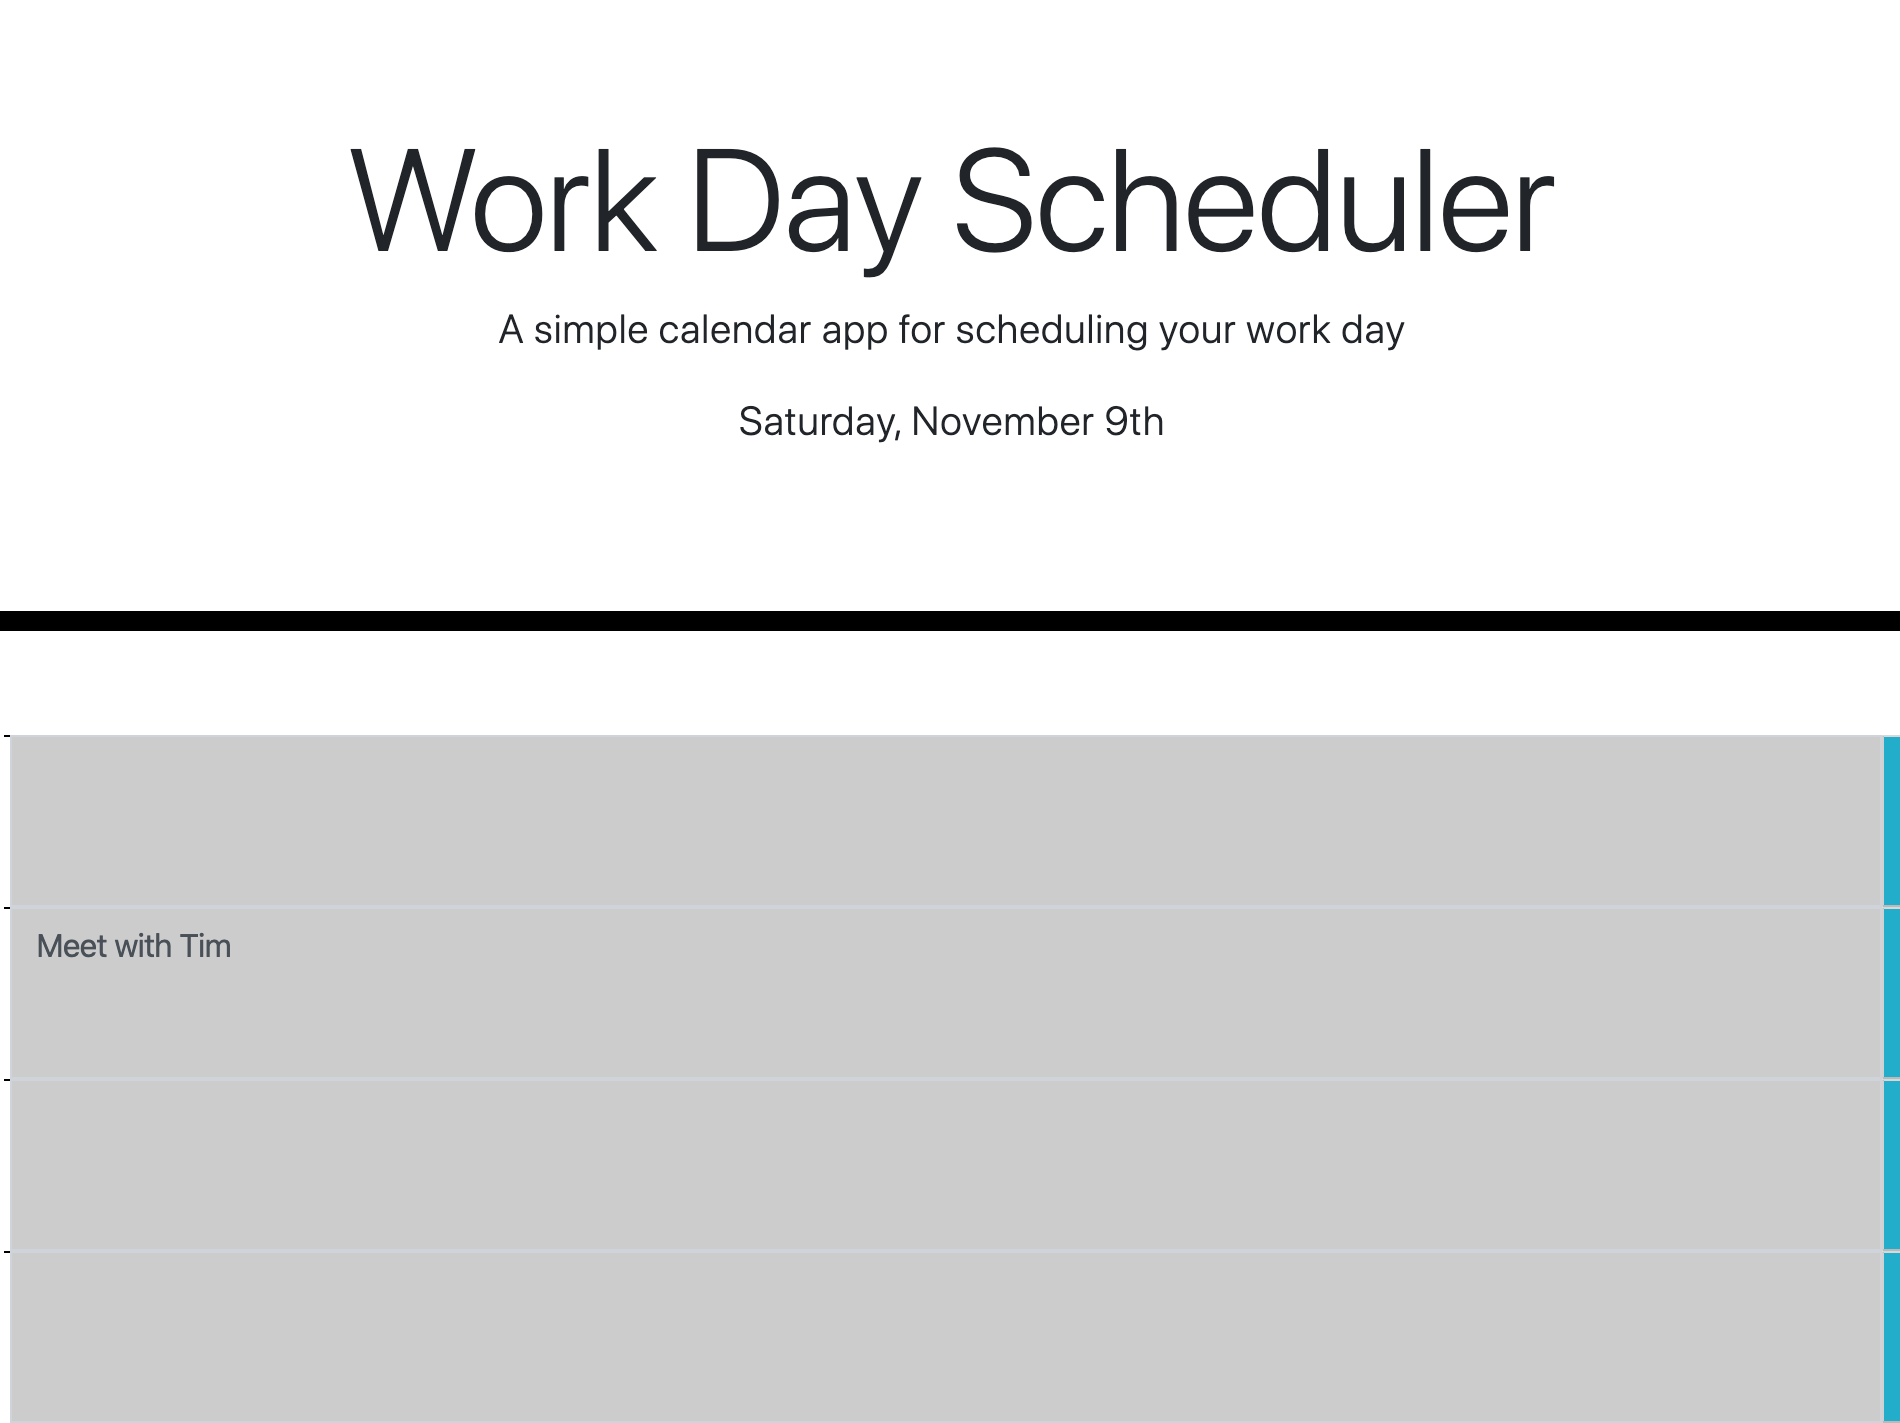 Work Day Scheduler
A simple calendar app for scheduling your work day
Saturday, November 9th
Meet with Tim